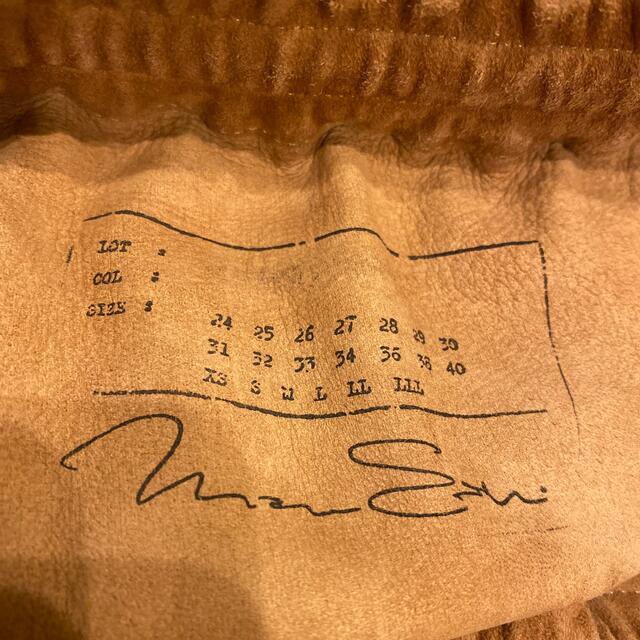 LOT :
COL :
SIZE :
24 25 26 27 28 29 30
31 32 33 34 36 38 40
XS S M L LL LLL